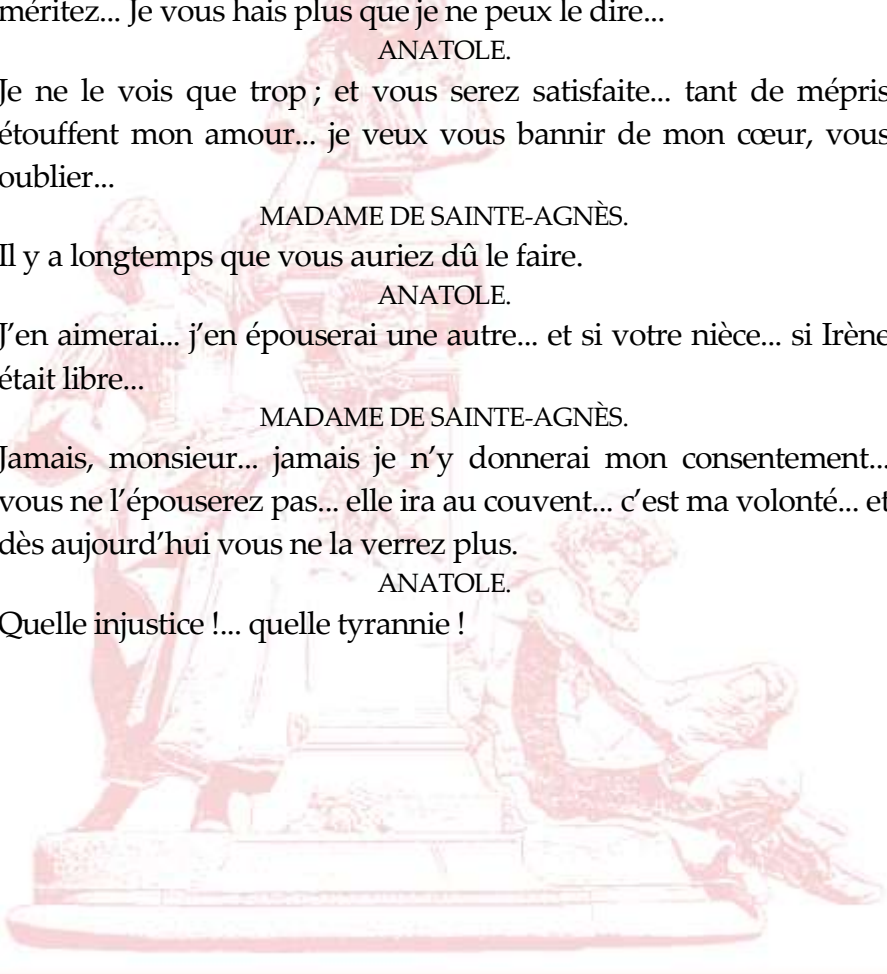 méritez... Je vous hais plus que je ne peux le dire...
ANATOLE.
Je ne le vois que trop ; et vous serez satisfaite... tant de mépris
étouffent mon amour... je veux vous bannir de mon cœur, vous
oublier...
MADAME DE SAINTE-AGNÈS.
Il y a longtemps que vous auriez dû le faire.
ANATOLE.
J’en aimerai... j’en épouserai une autre... et si votre nièce... si Irène
était libre...
MADAME DE SAINTE-AGNÈS.
Jamais, monsieur... jamais je n’y donnerai mon consentement...
vous ne l’épouserez pas... elle ira au couvent... c’est ma volonté... et
dès aujourd’hui vous ne la verrez plus.
ANATOLE.
Quelle injustice !... quelle tyrannie !